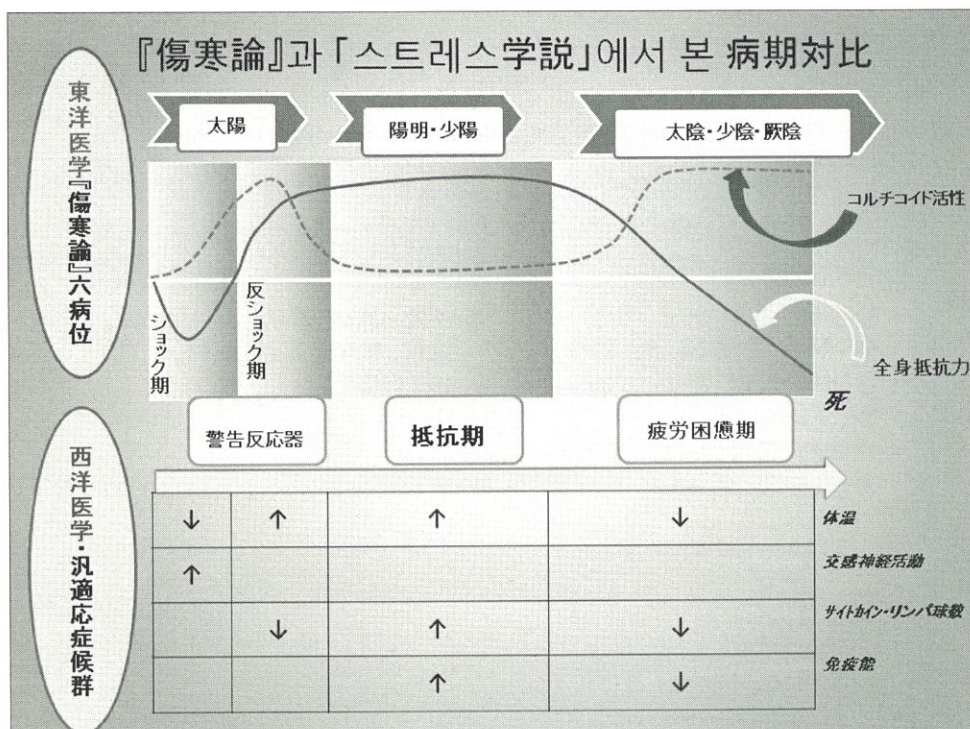 『傷寒論』과「스트레스学説」에서 본 病期対比
東洋医学『傷寒論』六病位
太陽
陽明・少陽
太陰・少陰・厥陰
コルチコイド活性
ショック期
反ショック期
全身抵抗力
死
警告反応器
抵抗期
疲労困憊期
西洋医学・汎適応症候群
↓ ↑ ↑ ↓ 体温
↑ 交感神経活動
↓ ↑ ↓ サイトカイン・リンパ球数
↑ ↓ 免疫能